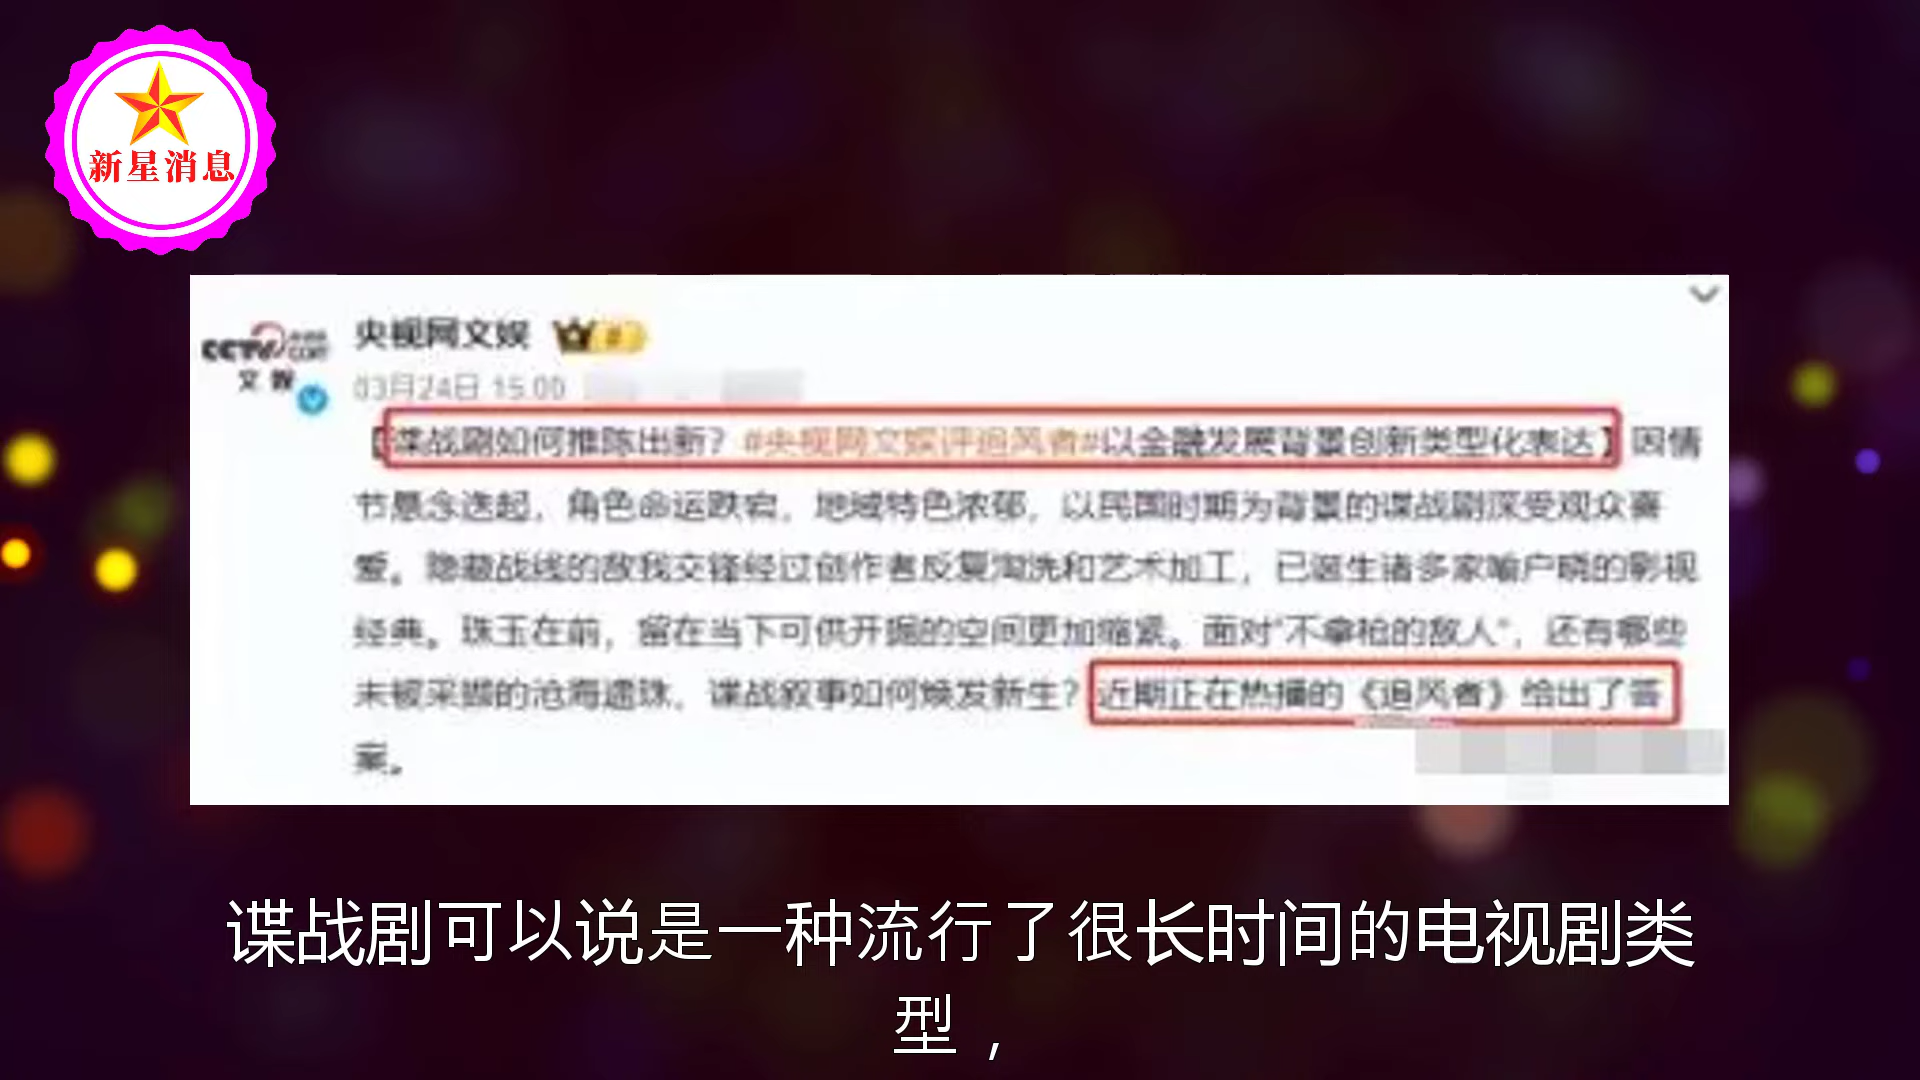 新星消息
CCTV
文娱
央视网文娱
03月24日 15:00
【谍战剧如何推陈出新？#央视网文娱评追风者#以金融发展背景创新类型化表达】因情
节悬念迭起，角色命运跌宕，地域特色浓郁，以民国时期为背景的谍战剧深受观众喜
爱。隐蔽战线的敌我交锋经过创作者反复淘洗和艺术加工，已诞生诸多家喻户晓的影视
经典。珠玉在前，留在当下可供开掘的空间更加缩紧。面对“不拿枪的敌人”，还有哪些
未被采撷的沧海遗珠，谍战叙事如何焕发新生？近期正在热播的《追风者》给出了答
案。
谍战剧可以说是一种流行了很长时间的电视剧类
型，